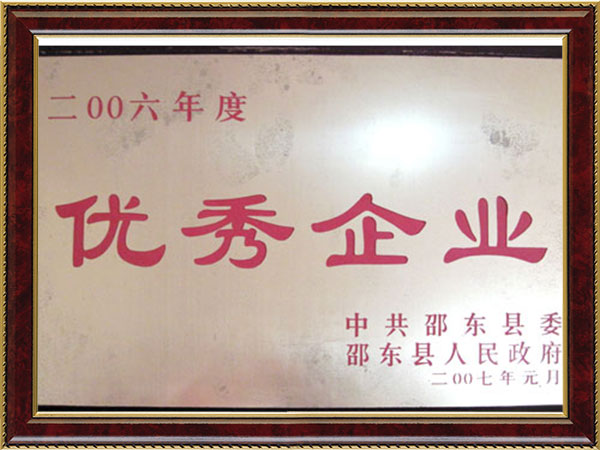 二00六年度
优秀企业
中共邵东县委
邵东县人民政府
二00七年元月